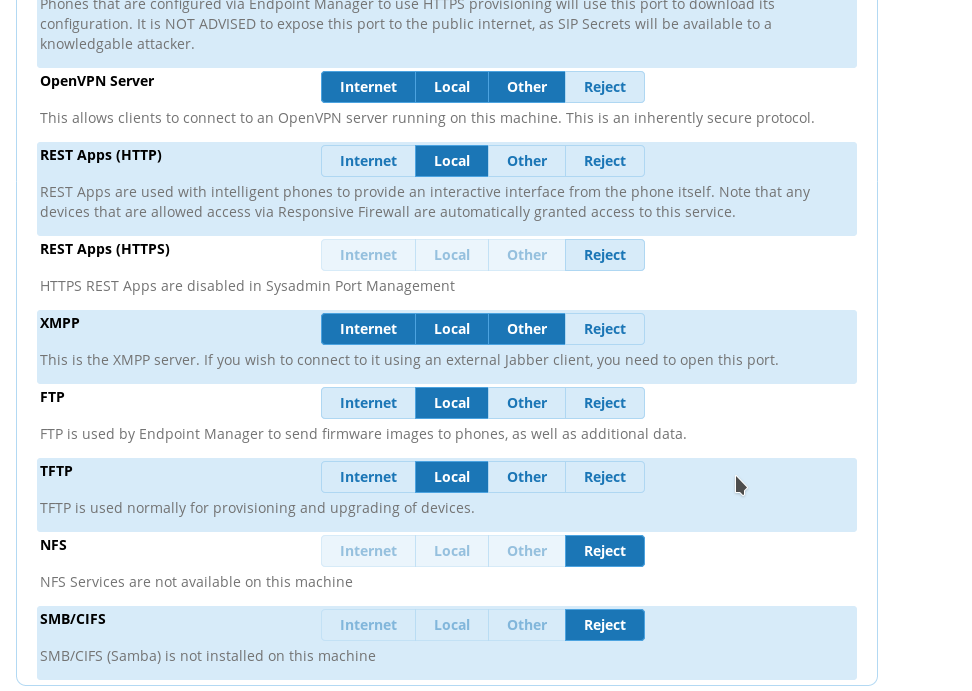 Phones that are configured via Endpoint Manager to use HTTPS provisioning will use this port to download its
configuration. It is NOT ADVISED to expose this port to the public internet, as SIP Secrets will be available to a
knowledgable attacker.
OpenVPN Server
Internet Local Other Reject
This allows clients to connect to an OpenVPN server running on this machine. This is an inherently secure protocol.
REST Apps (HTTP)
Internet Local Other Reject
REST Apps are used with intelligent phones to provide an interactive interface from the phone itself. Note that any
devices that are allowed access via Responsive Firewall are automatically granted access to this service.
REST Apps (HTTPS)
Internet Local Other Reject
HTTPS REST Apps are disabled in Sysadmin Port Management
XMPP
Internet Local Other Reject
This is the XMPP server. If you wish to connect to it using an external Jabber client, you need to open this port.
FTP
Internet Local Other Reject
FTP is used by Endpoint Manager to send firmware images to phones, as well as additional data.
TFTP
Internet Local Other Reject
TFTP is used normally for provisioning and upgrading of devices.
NFS
Internet Local Other Reject
NFS Services are not available on this machine
SMB/CIFS
Internet Local Other Reject
SMB/CIFS (Samba) is not installed on this machine